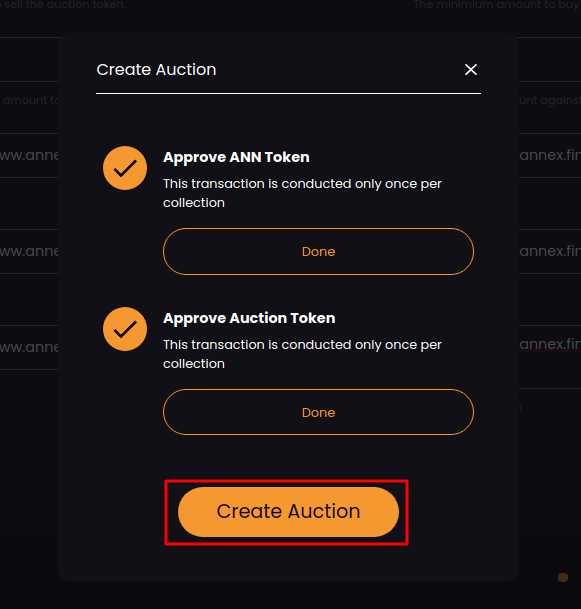 sell the auction token.
The minimium amount to buy
Create Auction
amount to
unt agains
Approve ANN Token
ww.anne
annex.fin
This transaction is conducted only once per
collection
Done
ww.anne
annex.fin
Approve Auction Token
This transaction is conducted only once per
collection
ww.anne
annex.fin
Done
Create Auction